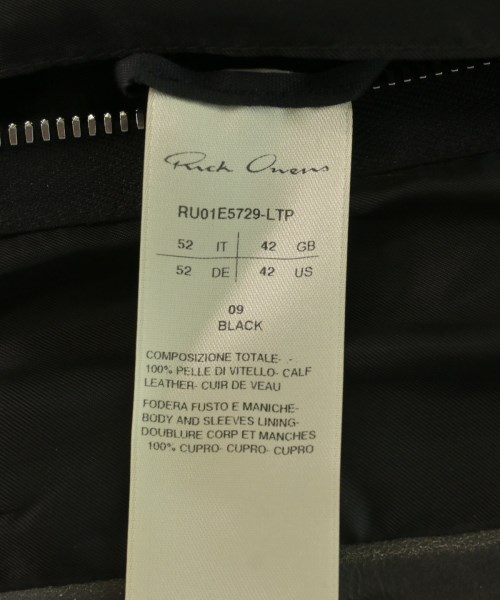 Rick Owens
RU01E5729-LTP
52 IT 42 GB
52 DE 42 US
09
BLACK
COMPOSIZIONE TOTALE- .-
100% PELLE DI VITELLO- CALF
LEATHER- CUIR DE VEAU
FODERA FUSTO E MANICHE-
BODY AND SLEEVES LINING-
DOUBLURE CORP ET MANCHES
100% CUPRO- CUPRO- CUPRO